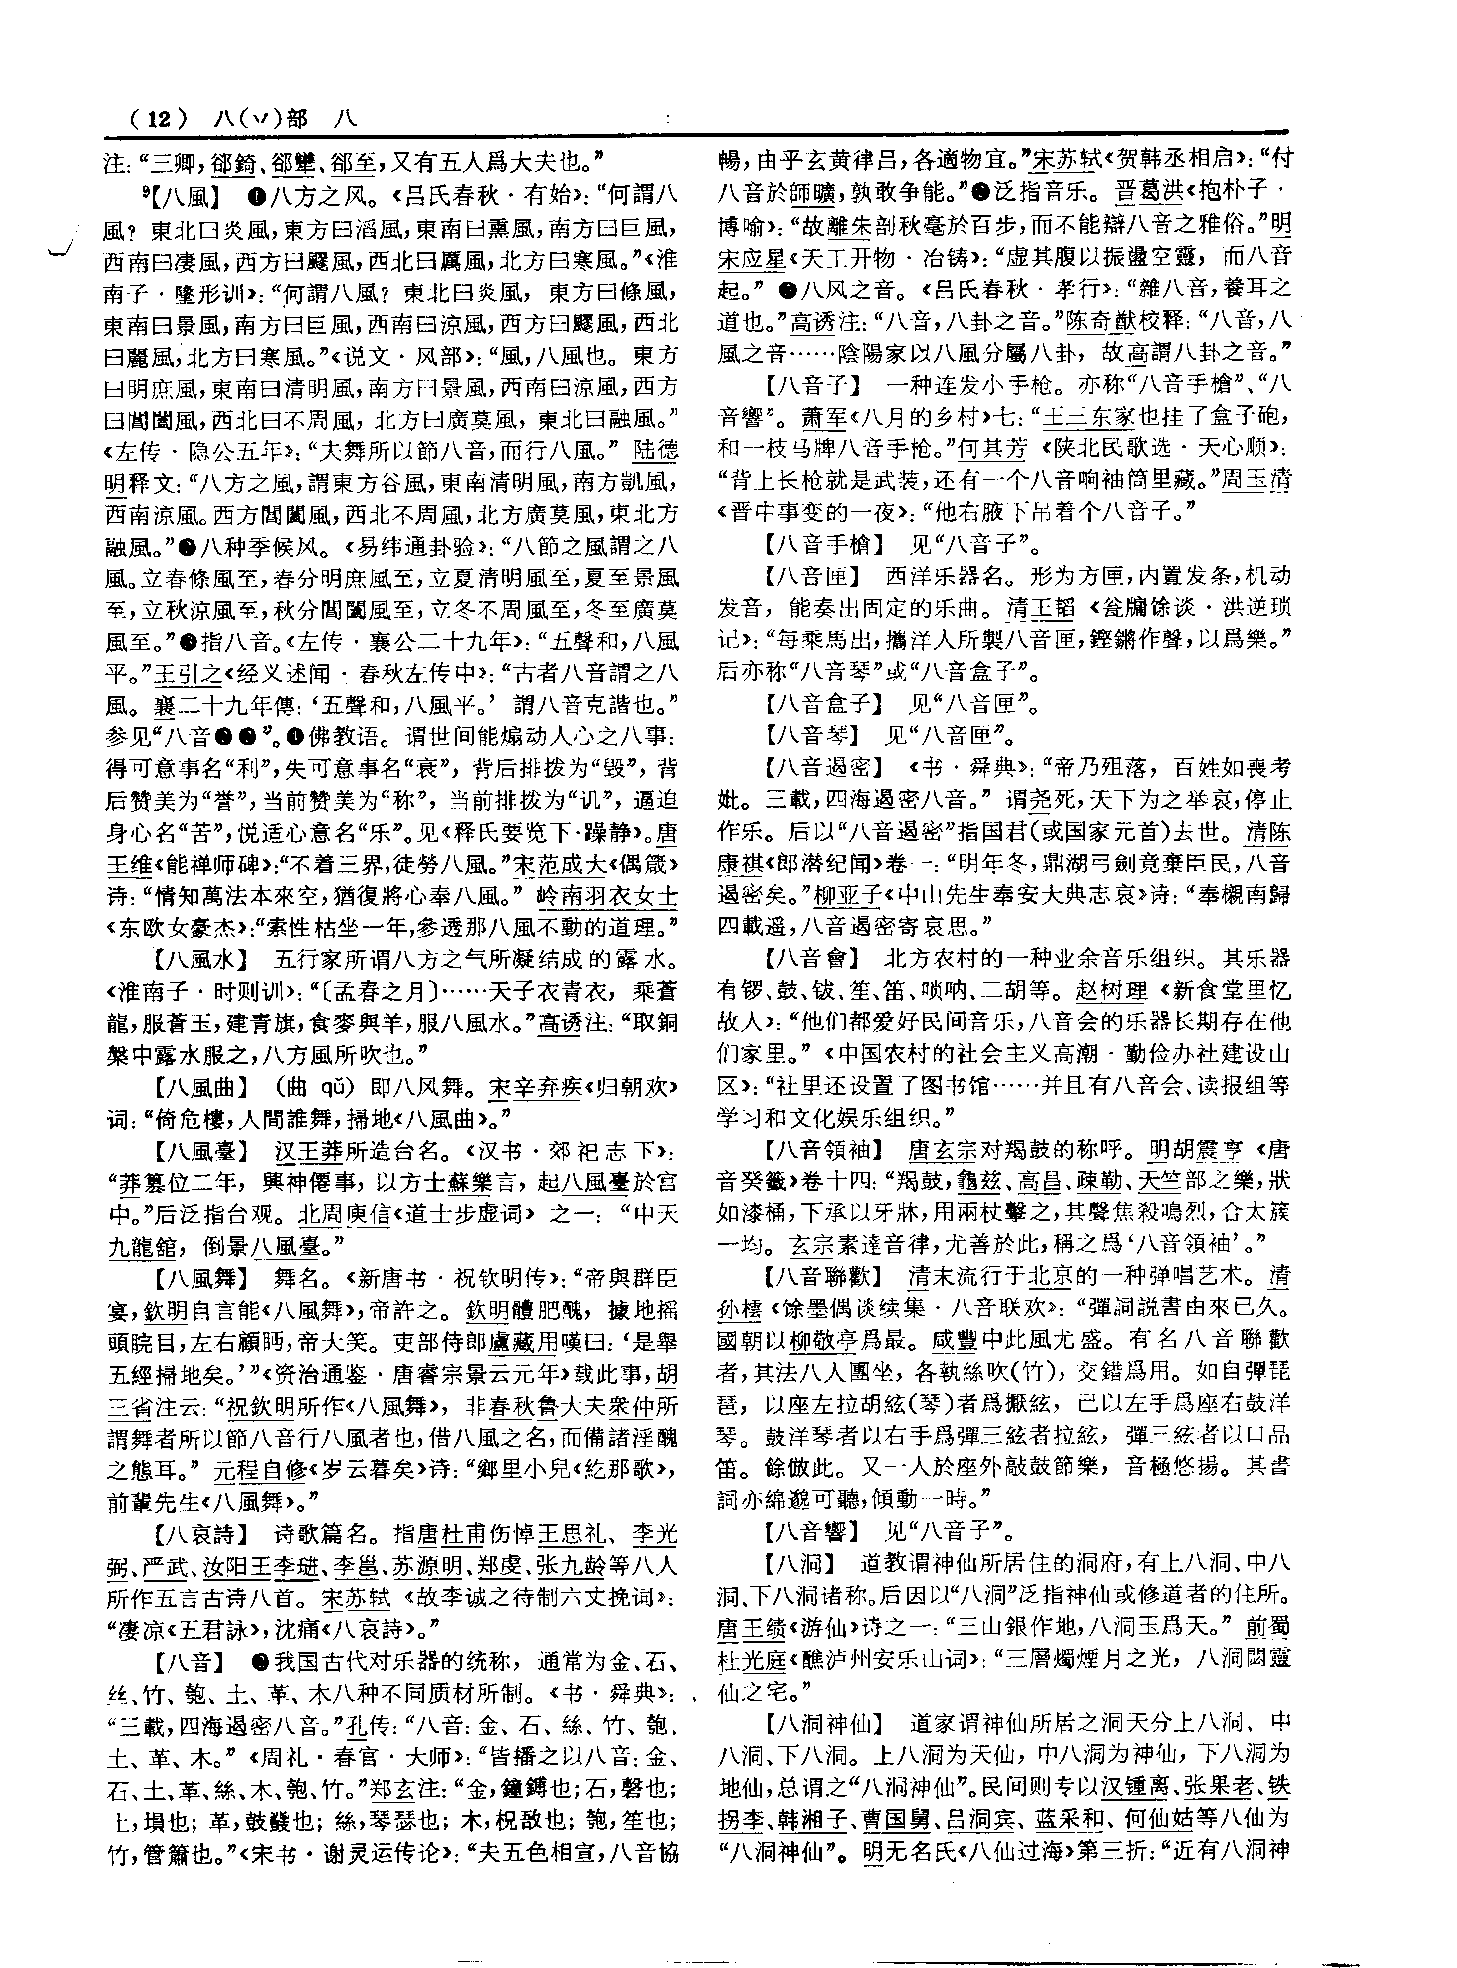 (12) 八(丷)部 八
注：“三卿，郤錡、郤犨、郤至，又有五人爲大夫也。”
⁹【八風】 ❶八方之风。《吕氏春秋·有始》：“何謂八
風？東北曰炎風，東方曰滔風，東南曰熏風，南方曰巨風，
西南曰凄風，西方曰飂風，西北曰厲風，北方曰寒風。”《淮
南子·墬形训》：“何謂八風？東北曰炎風，東方曰條風，
東南曰景風，南方曰巨風，西南曰涼風，西方曰飂風，西北
曰麗風，北方曰寒風。”《说文·风部》：“風，八風也。東方
曰明庶風，東南曰清明風，南方曰景風，西南曰涼風，西方
曰閶闔風，西北曰不周風，北方曰廣莫風，東北曰融風。”
《左传·隐公五年》：“夫舞所以節八音，而行八風。”陆德
明释文：“八方之風，謂東方谷風，東南清明風，南方凱風，
西南涼風。西方閶闔風，西北不周風，北方廣莫風，東北方
融風。”❷八种季候风。《易纬通卦验》：“八節之風謂之八
風。立春條風至，春分明庶風至，立夏清明風至，夏至景風
至，立秋涼風至，秋分閶闔風至，立冬不周風至，冬至廣莫
風至。”❸指八音。《左传·襄公二十九年》：“五聲和，八風
平。”王引之《经义述闻·春秋左传中》：“古者八音謂之八
風。襄二十九年傳：‘五聲和，八風平。’謂八音克諧也。”
参见“八音❶❸”。❹佛教语。谓世间能煽动人心之八事：
得可意事名“利”，失可意事名“衰”，背后排拨为“毁”，背
后赞美为“誉”，当前赞美为“称”，当前排拨为“讥”，逼迫
身心名“苦”，悦适心意名“乐”。见《释氏要览下·躁静》。唐
王维《能禅师碑》：“不着三界，徒勞八風。”宋范成大《偶箴》
诗：“情知萬法本來空，猶復將心奉八風。”岭南羽衣女士
《东欧女豪杰》：“索性枯坐一年，參透那八風不動的道理。”
【八風水】 五行家所谓八方之气所凝结成的露水。
《淮南子·时则训》：“〔孟春之月〕……天子衣青衣，乘蒼
龍，服蒼玉，建青旗，食麥與羊，服八風水。”高诱注：“取銅
槃中露水服之，八方風所吹也。”
【八風曲】 （曲 qǔ）即八风舞。宋辛弃疾《归朝欢》
词：“倚危樓，人間誰舞，掃地《八風曲》。”
【八風臺】 汉王莽所造台名。《汉书·郊祀志下》：
“莽篡位二年，興神僊事，以方士蘇樂言，起八風臺於宫
中。”后泛指台观。北周庾信《道士步虚词》之一：“中天
九龍舘，倒景八風臺。”
【八風舞】 舞名。《新唐书·祝钦明传》：“帝與群臣
宴，欽明自言能《八風舞》，帝許之。欽明體肥醜，據地摇
頭睆目，左右顧眄，帝大笑。吏部侍郎盧藏用嘆曰：‘是舉
五經掃地矣。’”《资治通鉴·唐睿宗景云元年》载此事，胡
三省注云：“祝欽明所作《八風舞》，非春秋魯大夫衆仲所
謂舞者所以節八音行八風者也，借八風之名，而備諸淫醜
之態耳。”元程自修《岁云暮矣》诗：“鄉里小兒《紇那歌》，
前輩先生《八風舞》。”
【八哀詩】 诗歌篇名。指唐杜甫伤悼王思礼、李光
弼、严武、汝阳王李琎、李邕、苏源明、郑虔、张九龄等八人
所作五言古诗八首。宋苏轼《故李诚之待制六丈挽词》：
“凄凉《五君詠》，沈痛《八哀詩》。”
【八音】 ❶我国古代对乐器的统称，通常为金、石、
丝、竹、匏、土、革、木八种不同质材所制。《书·舜典》：
“三載，四海遏密八音。”孔传：“八音：金、石、絲、竹、匏、
土、革、木。”《周礼·春官·大师》：“皆播之以八音：金、
石、土、革、絲、木、匏、竹。”郑玄注：“金，鐘鎛也；石，磬也；
土，塤也；革，鼓鼗也；絲，琴瑟也；木，柷敔也；匏，笙也；
竹，管簫也。”《宋书·谢灵运传论》：“夫五色相宣，八音協
暢，由乎玄黄律吕，各適物宜。”宋苏轼《贺韩丞相启》：“付
八音於師曠，孰敢争能。”❷泛指音乐。晋葛洪《抱朴子·
博喻》：“故離朱剖秋毫於百步，而不能辯八音之雅俗。”明
宋应星《天工开物·冶铸》：“虚其腹以振盪空靈，而八音
起。”❸八风之音。《吕氏春秋·孝行》：“雜八音，養耳之
道也。”高诱注：“八音，八卦之音。”陈奇猷校释：“八音，八
風之音……陰陽家以八風分屬八卦，故高謂八卦之音。”
【八音子】 一种连发小手枪。亦称“八音手槍”、“八
音響”。萧军《八月的乡村》七：“王三东家也挂了盒子砲，
和一枝马牌八音手枪。”何其芳《陕北民歌选·天心顺》：
“背上长枪就是武装，还有一个八音响袖筒里藏。”周玉清
《晋中事变的一夜》：“他右腋下吊着个八音子。”
【八音手槍】 见“八音子”。
【八音匣】 西洋乐器名。形为方匣，内置发条，机动
发音，能奏出固定的乐曲。清王韬《瓮牖馀谈·洪逆琐
记》：“每乘馬出，攜洋人所製八音匣，鏗鏘作聲，以爲樂。”
后亦称“八音琴”或“八音盒子”。
【八音盒子】 见“八音匣”。
【八音琴】 见“八音匣”。
【八音遏密】 《书·舜典》：“帝乃殂落，百姓如喪考
妣。三載，四海遏密八音。”谓尧死，天下为之举哀，停止
作乐。后以“八音遏密”指国君（或国家元首）去世。清陈
康祺《郎潜纪闻》卷一：“明年冬，鼎湖弓劍竟棄臣民，八音
遏密矣。”柳亚子《中山先生奉安大典志哀》诗：“奉櫬南歸
四載遥，八音遏密寄哀思。”
【八音會】 北方农村的一种业余音乐组织。其乐器
有锣、鼓、钹、笙、笛、唢呐、二胡等。赵树理《新食堂里忆
故人》：“他们都爱好民间音乐，八音会的乐器长期存在他
们家里。”《中国农村的社会主义高潮·勤俭办社建设山
区》：“社里还设置了图书馆……并且有八音会、读报组等
学习和文化娱乐组织。”
【八音領袖】 唐玄宗对羯鼓的称呼。明胡震亨《唐
音癸籤》卷十四：“羯鼓，龜兹、高昌、疎勒、天竺部之樂，狀
如漆桶，下承以牙牀，用兩杖擊之，其聲焦殺鳴烈，合太簇
一均。玄宗素達音律，尤善於此，稱之爲‘八音領袖’。”
【八音聯歡】 清末流行于北京的一种弹唱艺术。清
孙橒《馀墨偶谈续集·八音联欢》：“彈詞説書由來已久。
國朝以柳敬亭爲最。咸豐中此風尤盛。有名八音聯歡
者，其法八人團坐，各執絲吹（竹），交錯爲用。如自彈琵
琶，以座左拉胡絃（琴）者爲擫絃，己以左手爲座右鼓洋
琴。鼓洋琴者以右手爲彈三絃者拉絃，彈三絃者以口品
笛。餘倣此。又一人於座外敲鼓節樂，音極悠揚。其書
詞亦綿邈可聽，傾動一時。”
【八音響】 见“八音子”。
【八洞】 道教谓神仙所居住的洞府，有上八洞、中八
洞、下八洞诸称。后因以“八洞”泛指神仙或修道者的住所。
唐王绩《游仙》诗之一：“三山銀作地，八洞玉爲天。”前蜀
杜光庭《醮泸州安乐山词》：“三層燭煙月之光，八洞閟靈
仙之宅。”
【八洞神仙】 道家谓神仙所居之洞天分上八洞、中
八洞、下八洞。上八洞为天仙，中八洞为神仙，下八洞为
地仙，总谓之“八洞神仙”。民间则专以汉锺离、张果老、铁
拐李、韩湘子、曹国舅、吕洞宾、蓝采和、何仙姑等八仙为
“八洞神仙”。明无名氏《八仙过海》第三折：“近有八洞神